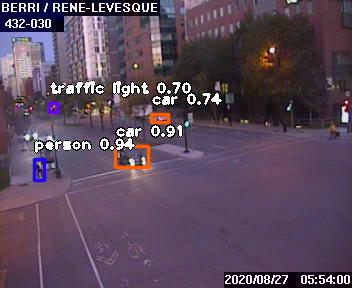 BERRI / RENE-LEVESQUE
432-030
traffic light 0.70
car 0.74
car 0.91
person 0.94
2020/08/27 05:54:00